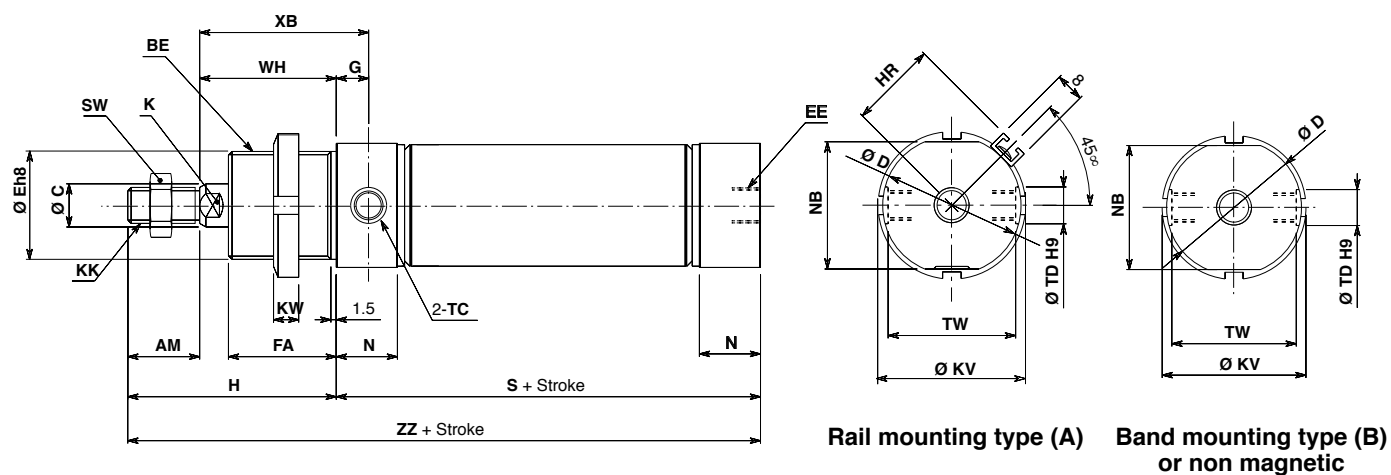 XB
BE
WH
G
SW
K
EE
Ø Eh8
Ø C
KK
KW
1.5
2-TC
AM
FA
N
N
H
S + Stroke
ZZ + Stroke
HR
8
45∞
Ø D
NB
Ø TD H9
TW
Ø KV
Rail mounting type (A)
Ø D
NB
Ø TD H9
TW
Ø KV
Band mounting type (B)
or non magnetic